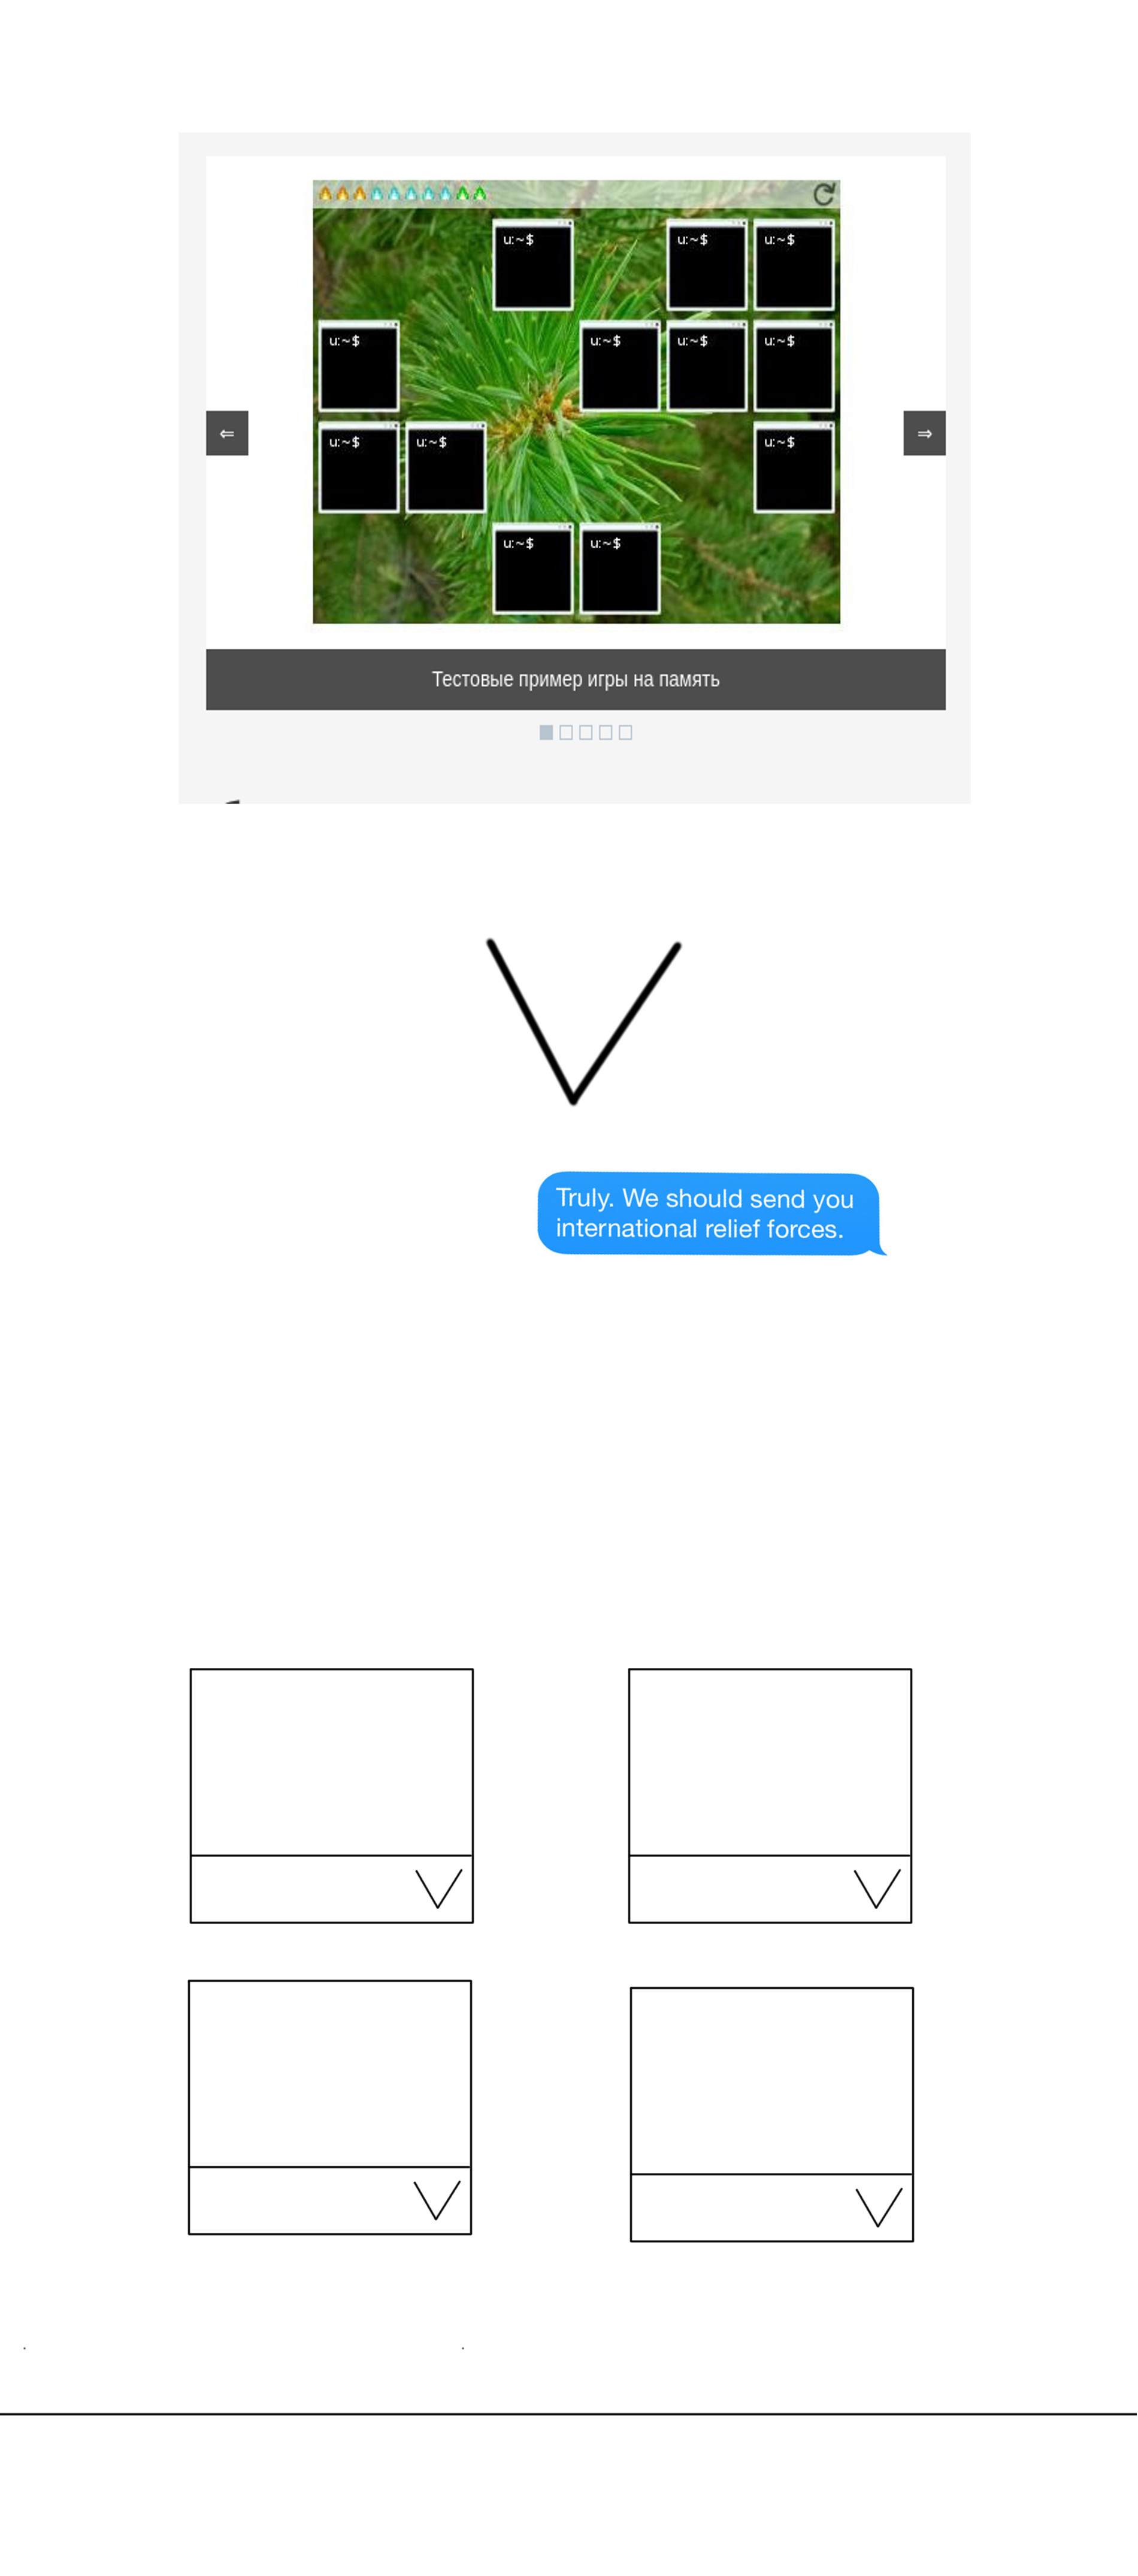 u:~$ u:~$ u:~$
u:~$ u:~$ u:~$ u:~$
u:~$ u:~$ u:~$
u:~$ u:~$
⇐ ⇒
Тестовые пример игры на память
Truly. We should send you
international relief forces.